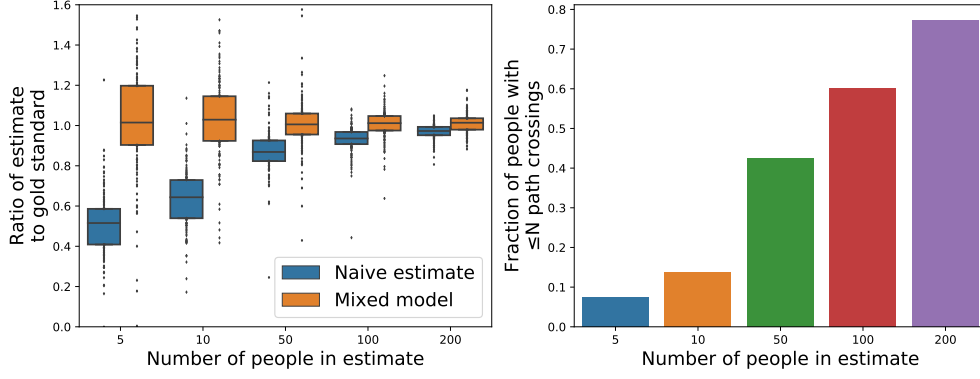 1.6
1.4
1.2
1.0
0.8
0.6
0.4
0.2
0.0
Ratio of estimate
to gold standard
Naive estimate
Mixed model
5 10 50 100 200
Number of people in estimate
0.8
0.7
0.6
0.5
0.4
0.3
0.2
0.1
0.0
Fraction of people with
≤N path crossings
5 10 50 100 200
Number of people in estimate